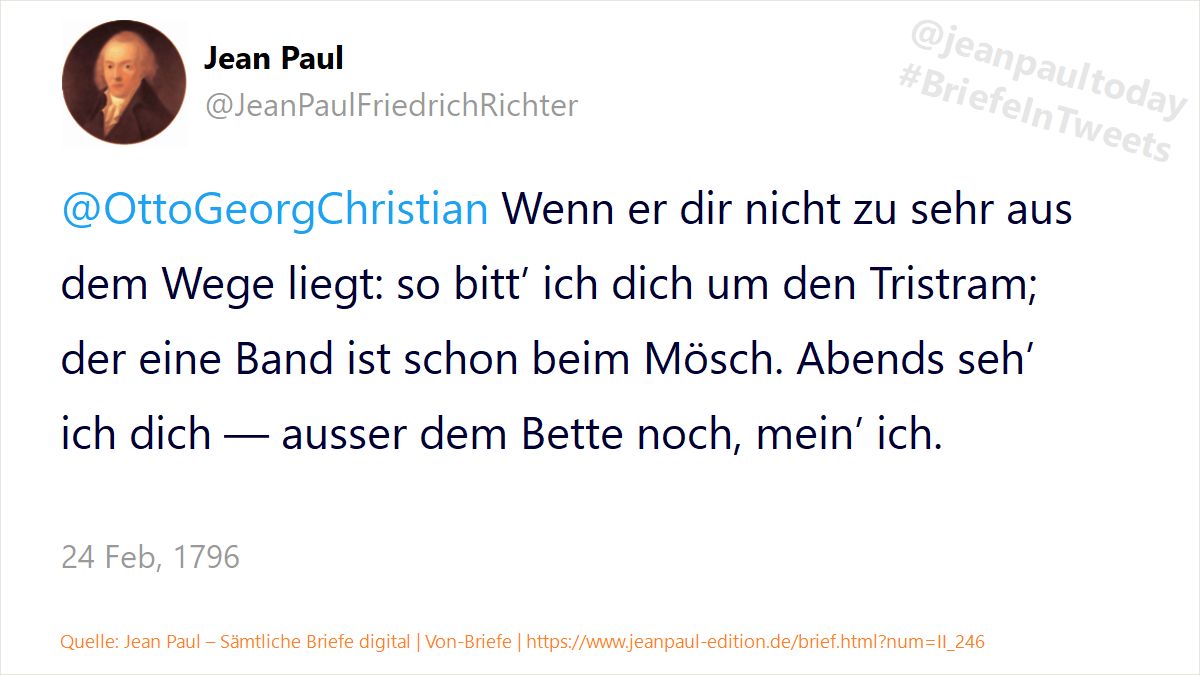 Jean Paul
@JeanPaulFriedrichRichter
@jeanpaultoday
#BriefeInTweets
@OttoGeorgChristian Wenn er dir nicht zu sehr aus
dem Wege liegt: so bitt’ ich dich um den Tristram;
der eine Band ist schon beim Mösch. Abends seh’
ich dich — ausser dem Bette noch, mein’ ich.
24 Feb, 1796
Quelle: Jean Paul – Sämtliche Briefe digital | Von-Briefe | https://www.jeanpaul-edition.de/brief.html?num=II_246